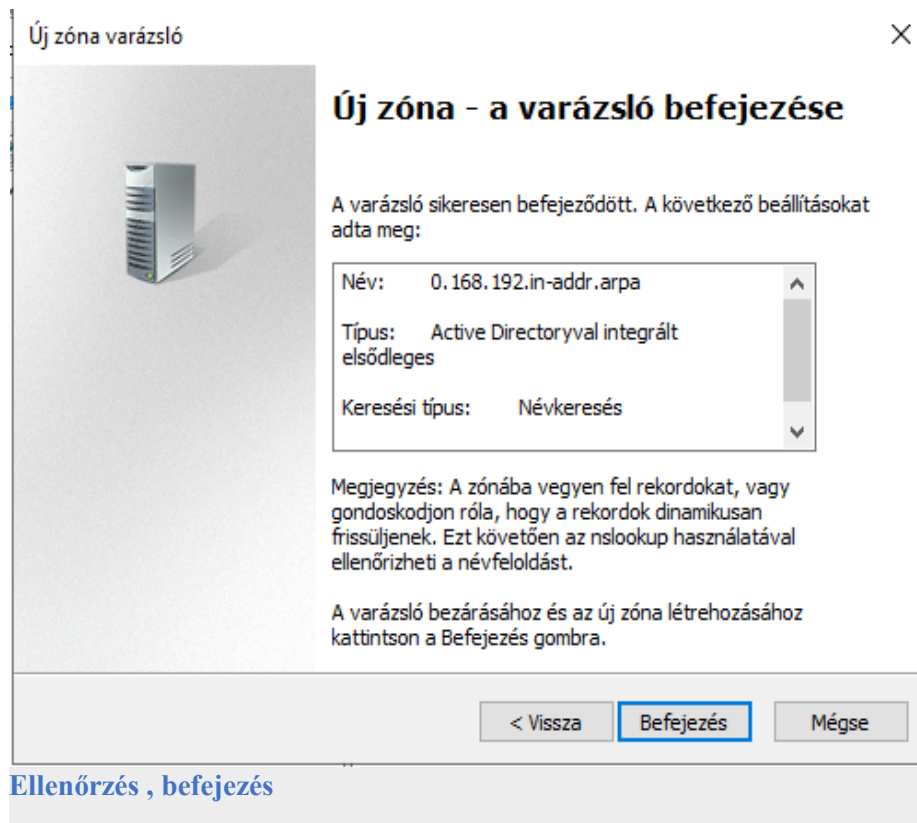 Új zóna varázsló
Új zóna - a varázsló befejezése
A varázsló sikeresen befejeződött. A következő beállításokat
adta meg:
Név: 0.168.192.in-addr.arpa
Típus: Active Directoryval integrált
elsődleges
Keresési típus: Névkeresés
Megjegyzés: A zónába vegyen fel rekordokat, vagy
gondoskodjon róla, hogy a rekordok dinamikusan
frissüljenek. Ezt követően az nslookup használatával
ellenőrizheti a névfeloldást.
A varázsló bezárásához és az új zóna létrehozásához
kattintson a Befejezés gombra.
< Vissza Befejezés Mégse
Ellenőrzés , befejezés